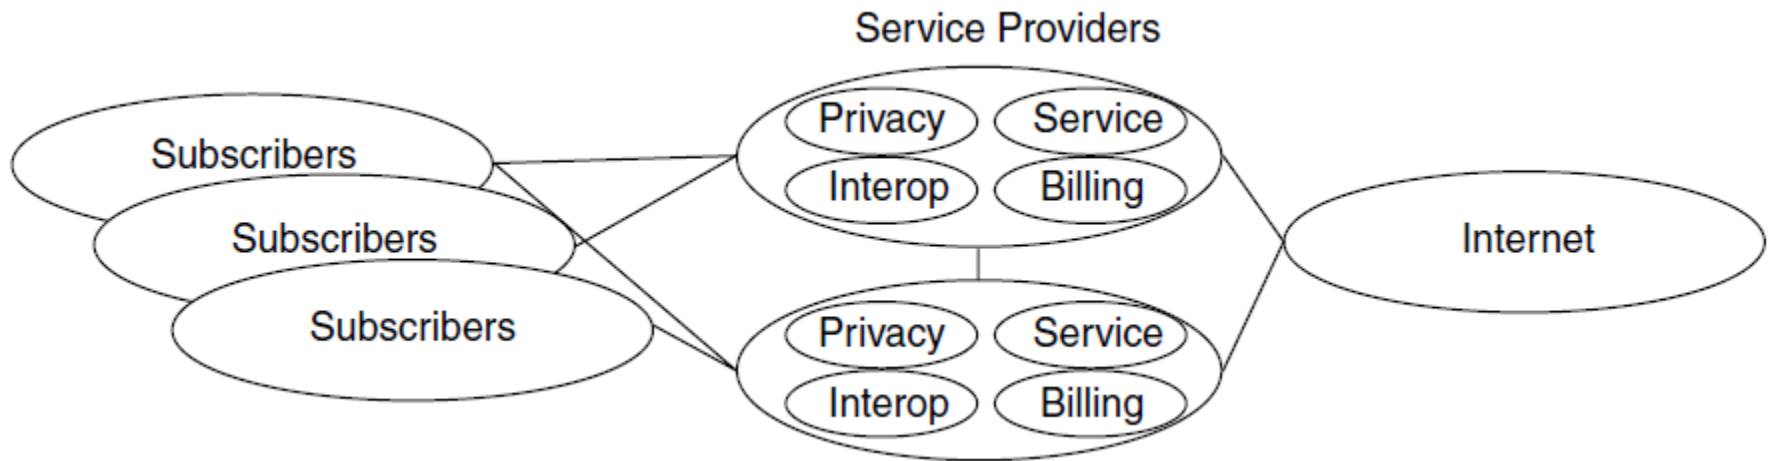 Service Providers
Privacy Service
Subscribers
Interop Billing
Subscribers
Internet
Subscribers
Privacy Service
Interop Billing